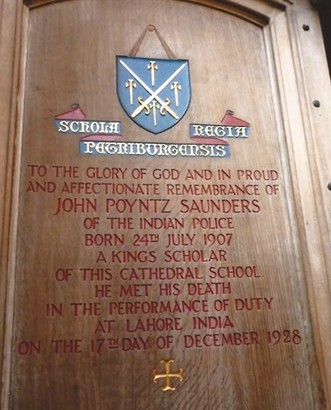 SCHOLA REGIA
PETRIBURGENSIS
TO THE GLORY OF GOD AND IN PROUD
AND AFFECTIONATE REMEMBRANCE OF
JOHN POYNTZ SAUNDERS
OF THE INDIAN POLICE
BORN 24TH JULY 1907
A KINGS SCHOLAR
OF THIS CATHEDRAL SCHOOL
HE MET HIS DEATH
IN THE PERFORMANCE OF DUTY
AT LAHORE, INDIA
ON THE 17TH DAY OF DECEMBER 1928